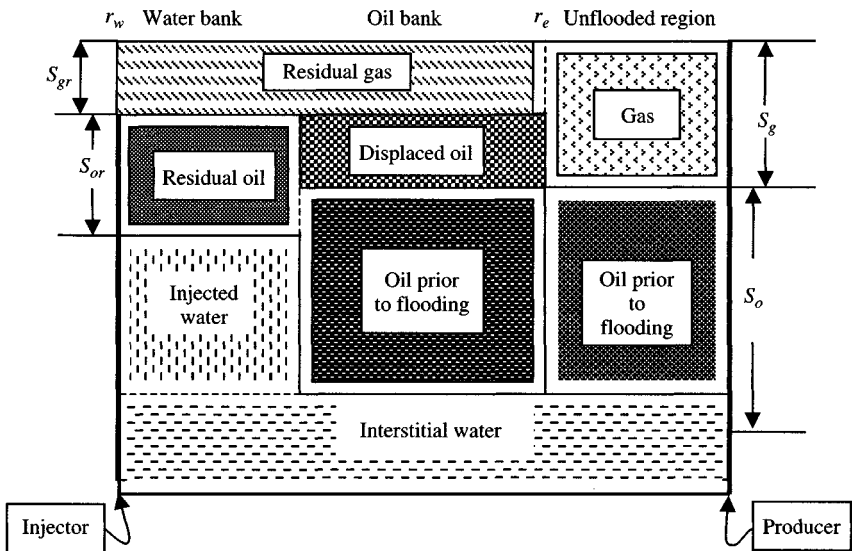 r_w Water bank Oil bank r_e Unflooded region
S_gr
Residual gas
Gas
S_g
S_or
Residual oil
Displaced oil
Injected
water
Oil prior
to flooding
Oil prior
to
flooding
S_o
Interstitial water
Injector
Producer